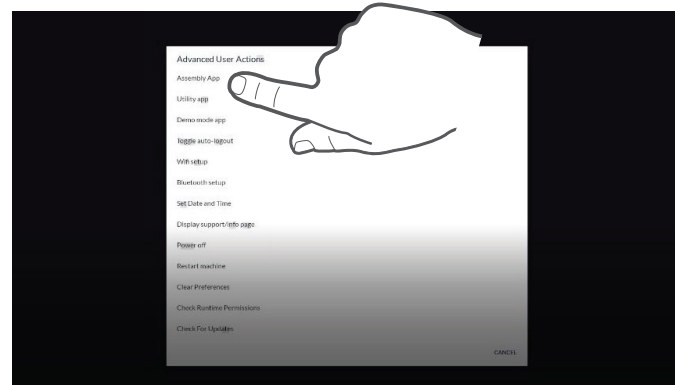 Advanced User Actions
Assembly App
Utility app
Demo mode app
Toggle auto-logout
Wifi setup
Bluetooth setup
Set Date and Time
Display support/info page
Power off
Restart machine
Clear Preferences
Check Runtime Permissions
Check For Updates
CANCEL